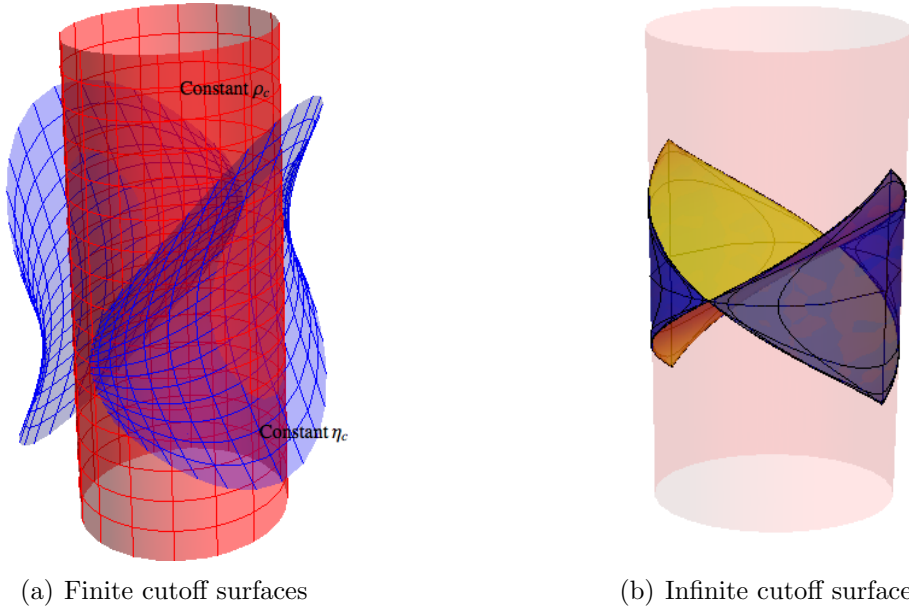 Constant ρc
Constant ηc
(a) Finite cutoff surfaces
(b) Infinite cutoff surface